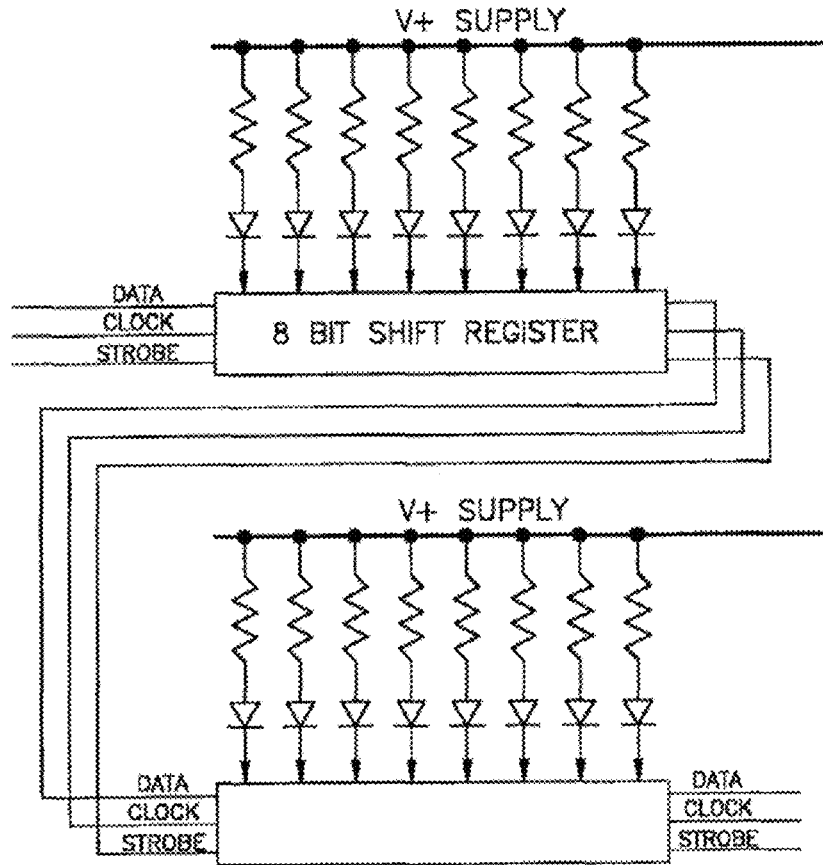 V+ SUPPLY
DATA
CLOCK
STROBE
8 BIT SHIFT REGISTER
V+ SUPPLY
DATA
CLOCK
STROBE
DATA
CLOCK
STROBE